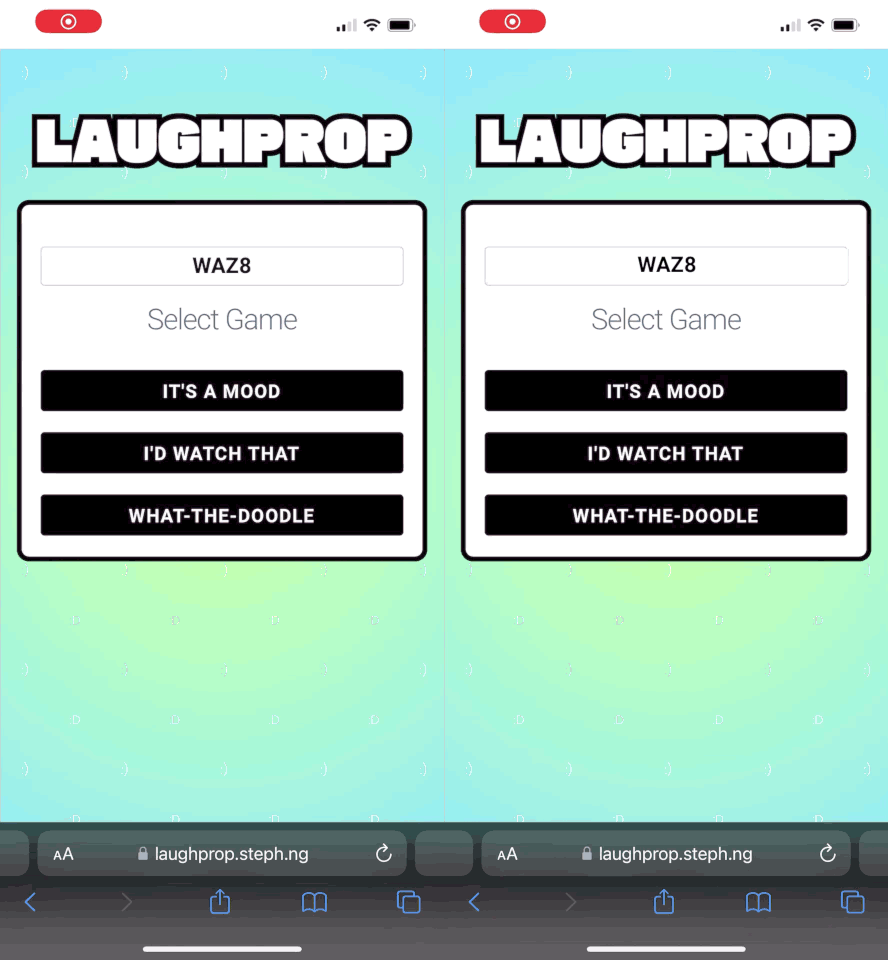 LAUGHPROP
WAZ8
Select Game
IT'S A MOOD
I'D WATCH THAT
WHAT-THE-DOODLE
AA laughprop.steph.ng
LAUGHPROP
WAZ8
Select Game
IT'S A MOOD
I'D WATCH THAT
WHAT-THE-DOODLE
AA laughprop.steph.ng